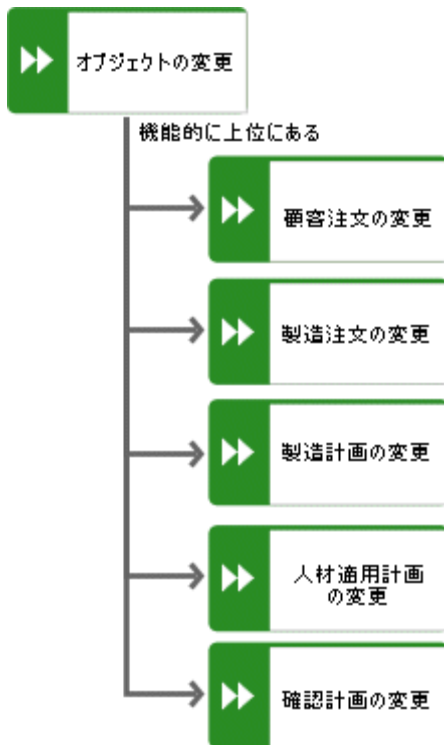 オブジェクトの変更
機能的に上位にある
顧客注文の変更
製造注文の変更
製造計画の変更
人材適用計画
の変更
確認計画の変更